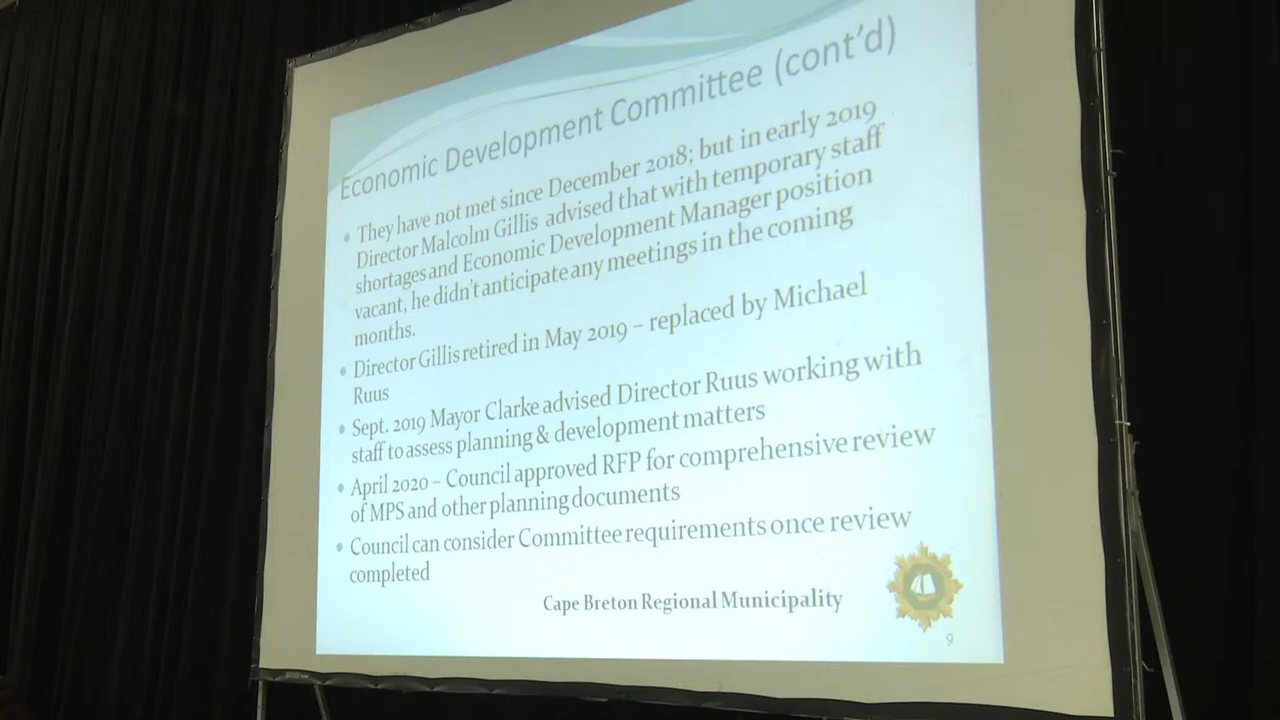 Economic Development Committee (cont'd)
• They have not met since December 2018; but in early 2019
Director Malcolm Gillis advised that with temporary staff
shortages and Economic Development Manager position
vacant, he didn't anticipate any meetings in the coming
months.
• Director Gillis retired in May 2019 – replaced by Michael
Ruus
• Sept. 2019 Mayor Clarke advised Director Ruus working with
staff to assess planning & development matters
• April 2020 – Council approved RFP for comprehensive review
of MPS and other planning documents
• Council can consider Committee requirements once review
completed
Cape Breton Regional Municipality
9